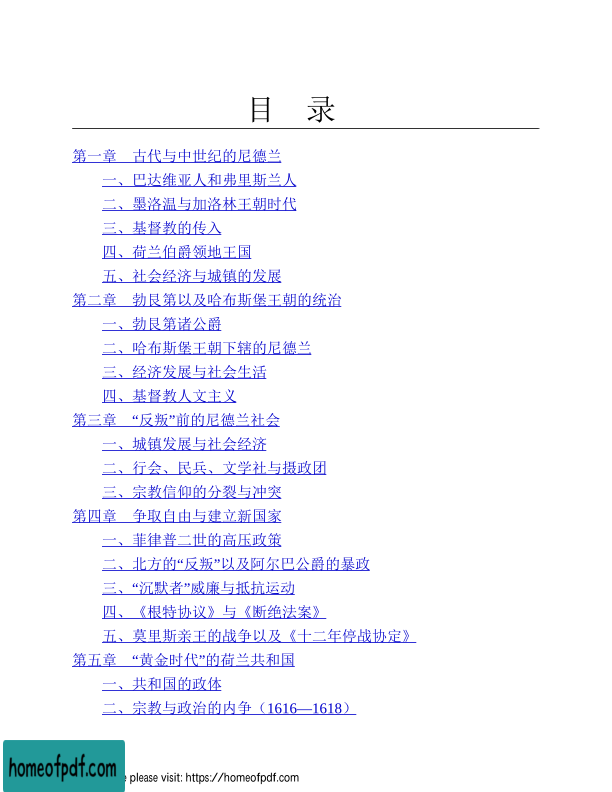 目 录
第一章 古代与中世纪的尼德兰
一、巴达维亚人和弗里斯兰人
二、墨洛温与加洛林王朝时代
三、基督教的传入
四、荷兰伯爵领地王国
五、社会经济与城镇的发展
第二章 勃艮第以及哈布斯堡王朝的统治
一、勃艮第诸公爵
二、哈布斯堡王朝下辖的尼德兰
三、经济发展与社会生活
四、基督教人文主义
第三章 “反叛”前的尼德兰社会
一、城镇发展与社会经济
二、行会、民兵、文学社与摄政团
三、宗教信仰的分裂与冲突
第四章 争取自由与建立新国家
一、菲律普二世的高压政策
二、北方的“反叛”以及阿尔巴公爵的暴政
三、“沉默者”威廉与抵抗运动
四、《根特协议》与《断绝法案》
五、莫里斯亲王的战争以及《十二年停战协定》
第五章 “黄金时代”的荷兰共和国
一、共和国的政体
二、宗教与政治的内争（1616—1618）
homeofpdf.com
e please visit: https://homeofpdf.com